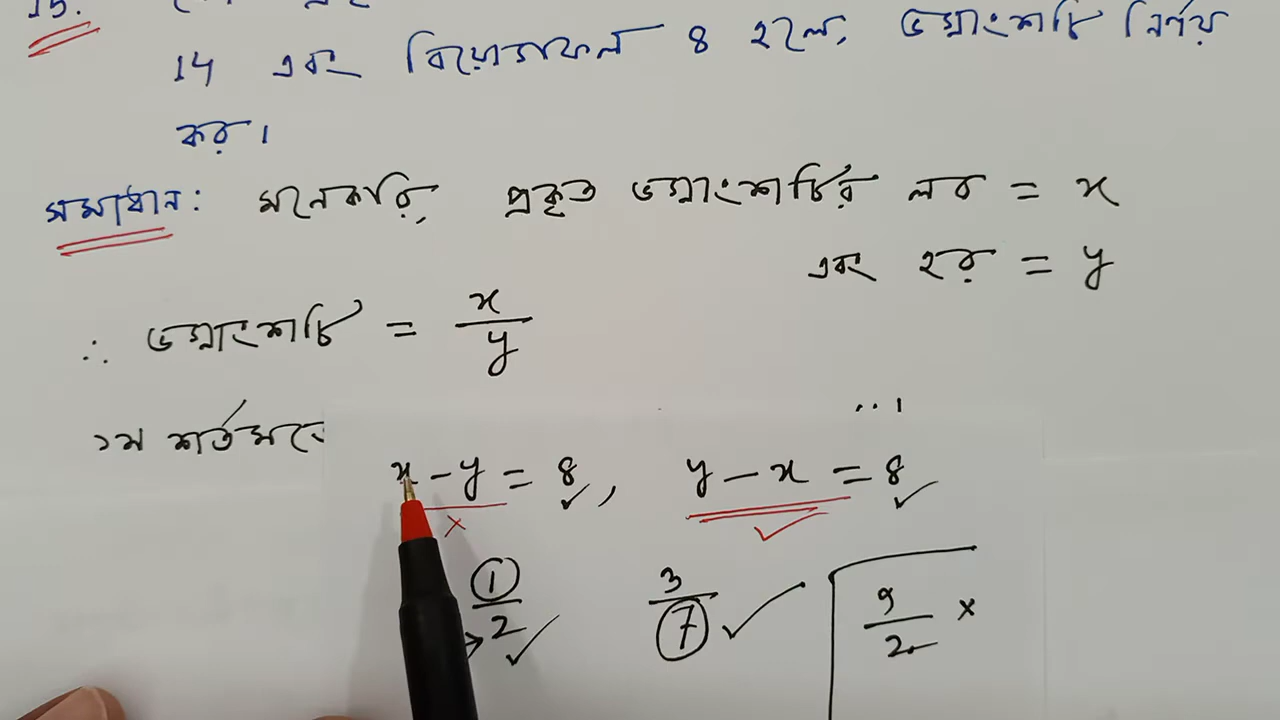 15.
14 এবং বিয়োগফল 8 হলে, ভগ্নাংশটি নির্ণয়
কর।
সমাধান: মনেকরি, প্রকৃত ভগ্নাংশটির লব = x
এবং হর = y
∴ ভগ্নাংশটি = x/y
১ম শর্তমতে
..1
x - y = 8, y - x = 8
1/2 3/7 9/2 x